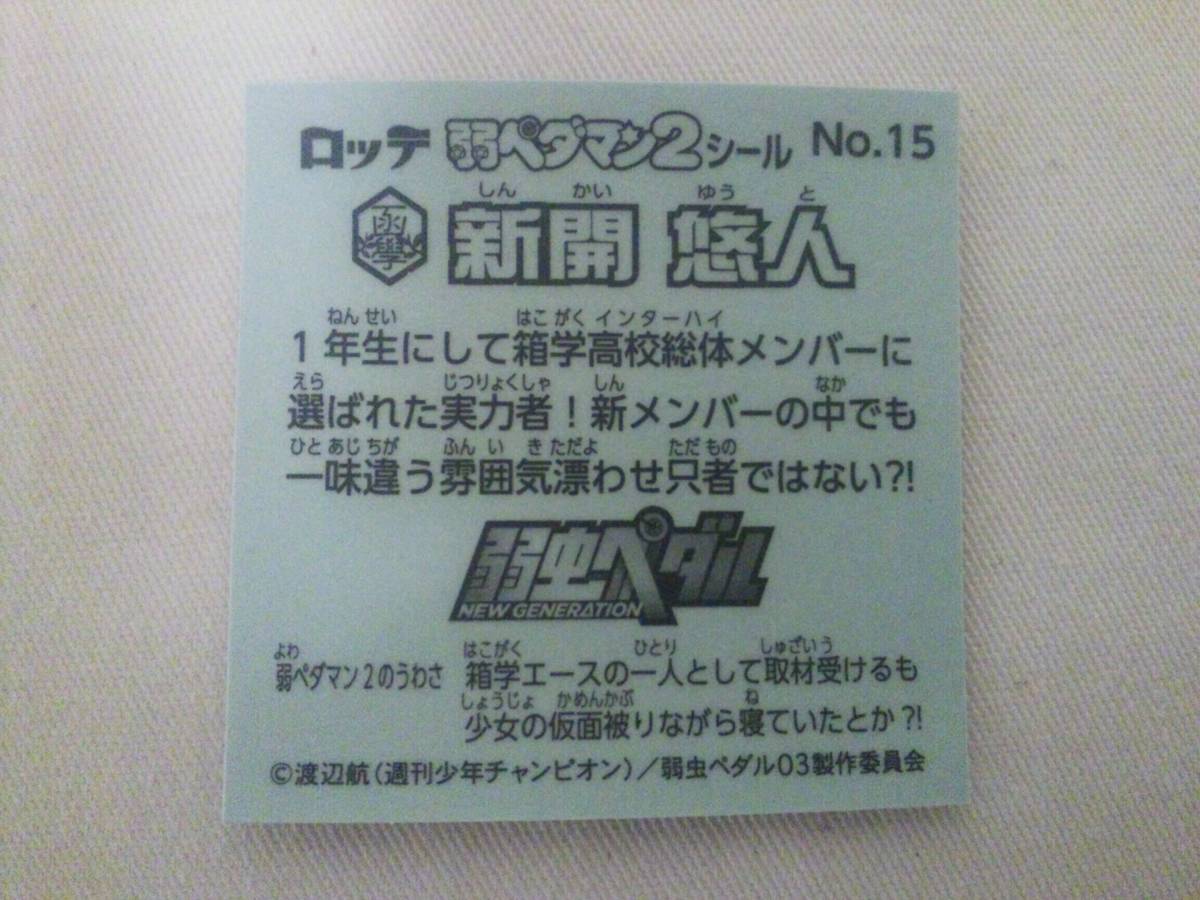 ロッテ 弱ペダマン2シール No.15
しん かい ゆう と
函學 新開 悠人
ねん せい はこ がく インターハイ
1年生にして箱学高校総体メンバーに
えら じつりょくしゃ しん なか
選ばれた実力者！新メンバーの中でも
ひと あじ ちが ふん い き ただよ ただ もの
一味違う雰囲気漂わせ只者ではない?!
弱虫ペダル
NEW GENERATION
よわ はこがく ひとり しゅざいう
弱ペダマン2のうわさ 箱学エースの一人として取材受けるも
しょうじょ かめんかぶ ね
少女の仮面被りながら寝ていたとか?!
©渡辺航(週刊少年チャンピオン)/弱虫ペダル03製作委員会